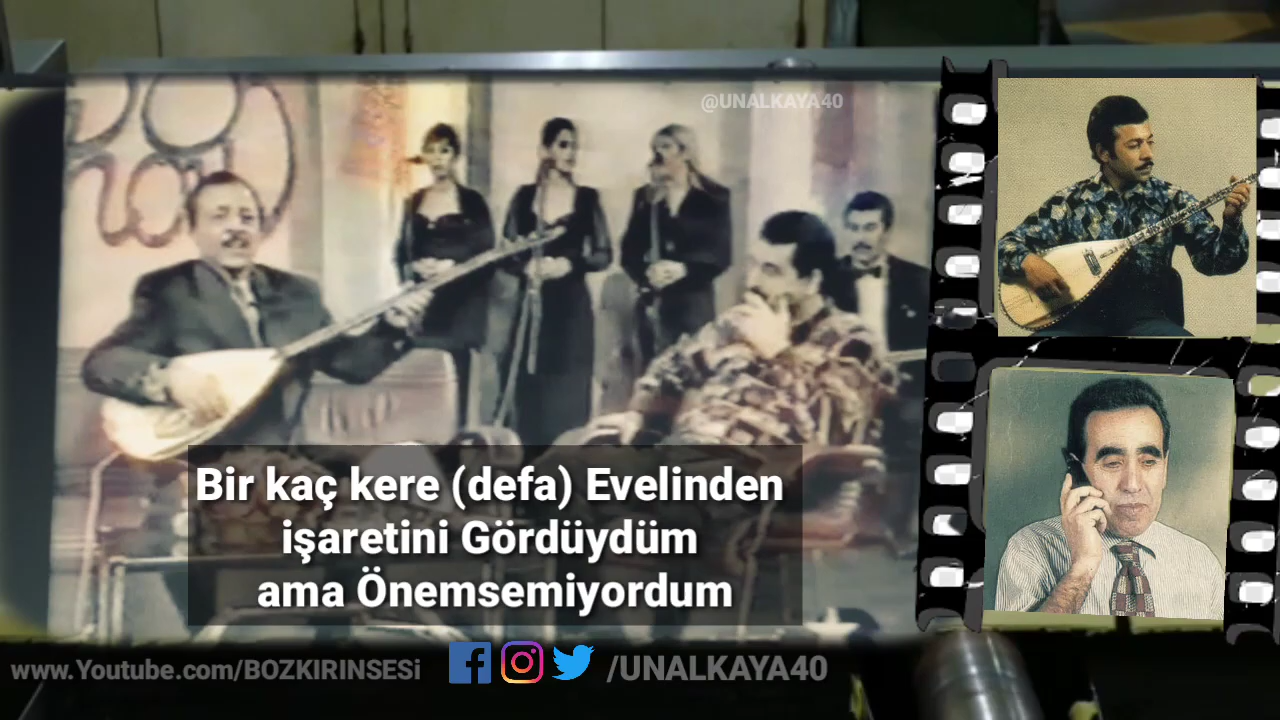 @UNALKAYA40
Bir kaç kere (defa) Evelinden
işaretini Gördüydüm
ama Önemsemiyordum
www.Youtube.com/BOZKIRINSESi
/UNALKAYA40